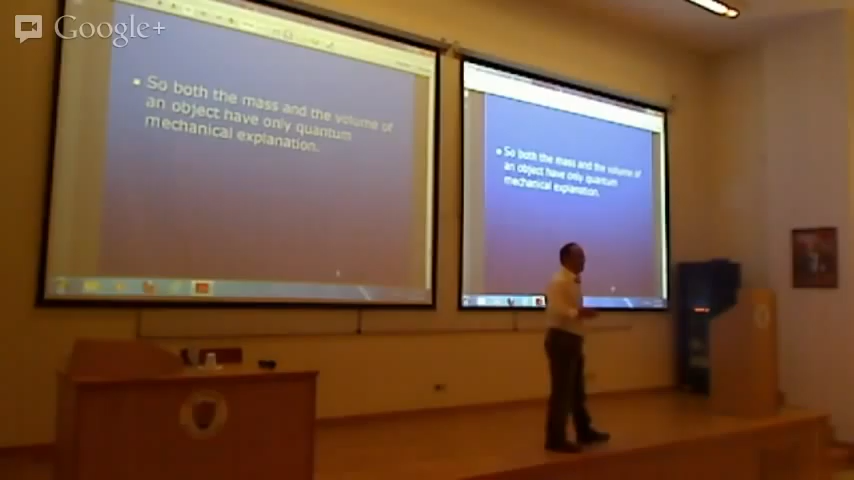 Google+
So both the mass and the volume of
an object have only quantum
mechanical explanation.
So both the mass and the volume of
an object have only quantum
mechanical explanation.